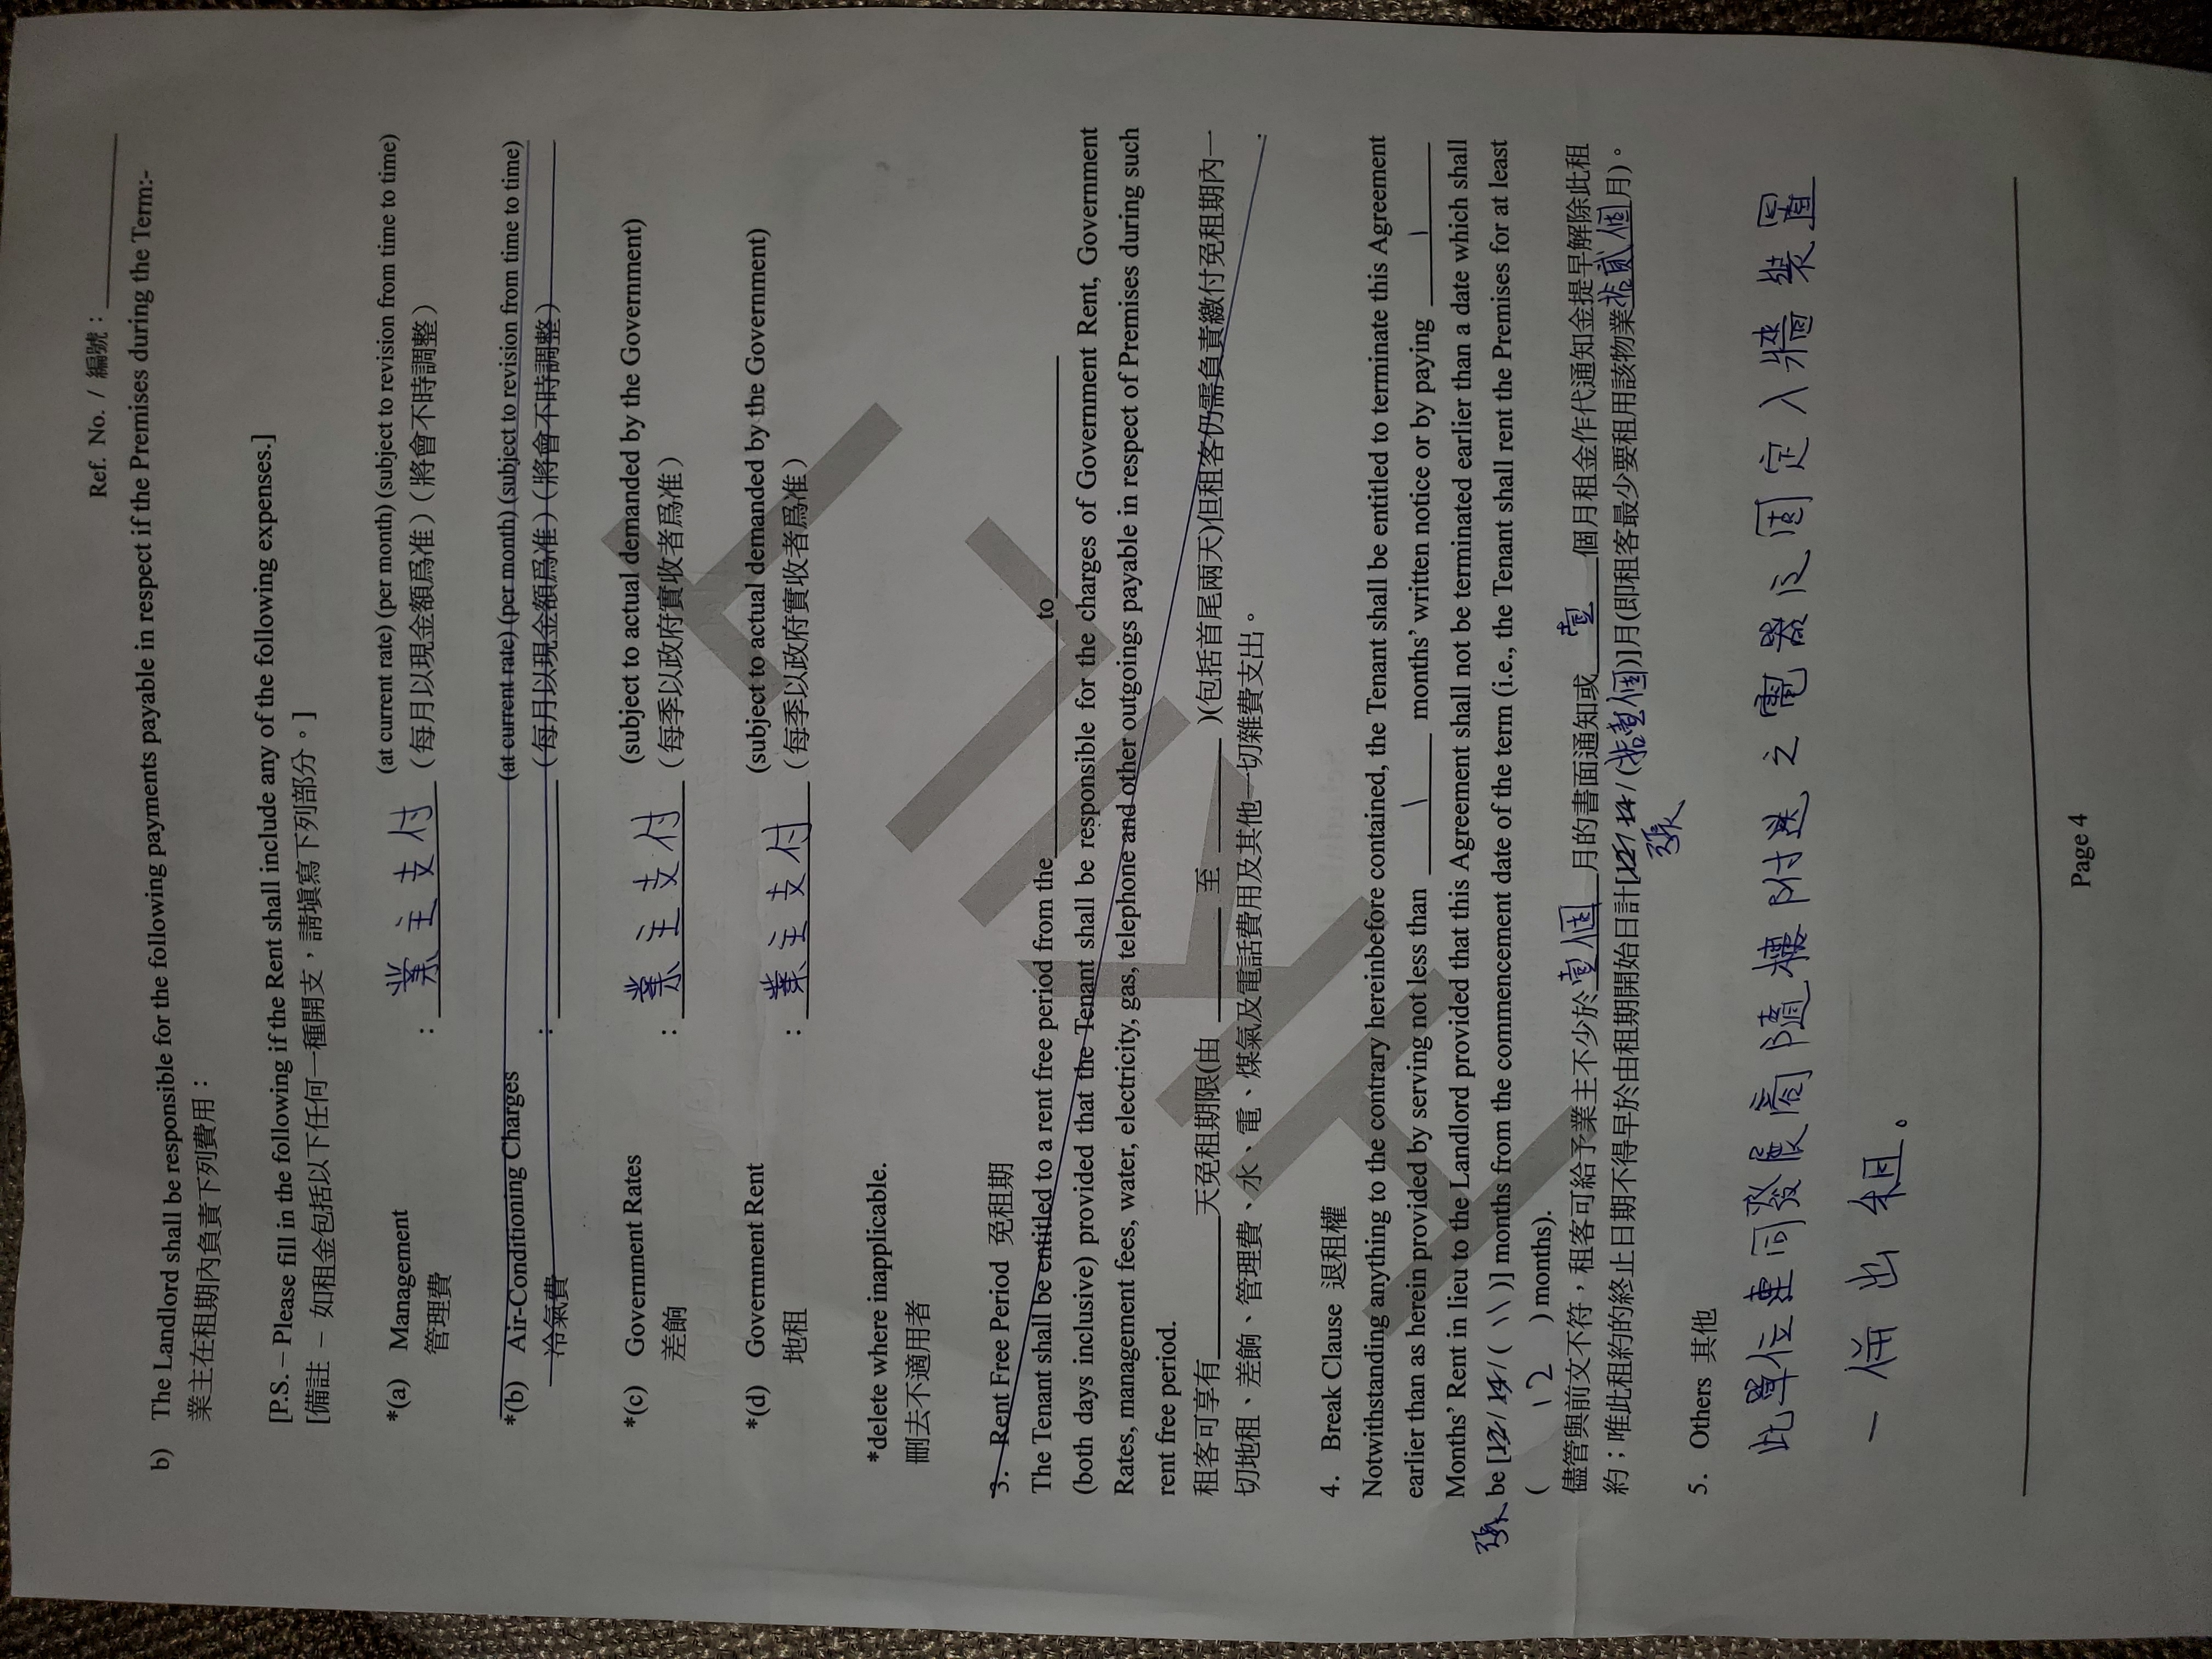 Ref. No. / 編號：
b) The Landlord shall be responsible for the following payments payable in respect if the Premises during the Term:-
業主在租期內負責下列費用：
[P.S. – Please fill in the following if the Rent shall include any of the following expenses.]
[備註 – 如租金包括以下任何一種開支，請填寫下列部分。]
*(a) Management : 業主支付 (at current rate) (per month) (subject to revision from time to time)
管理費 （每月以現金額爲准）（將會不時調整）
*(b) Air-Conditioning Charges : (at current rate) (per month) (subject to revision from time to time)
冷氣費 （每月以現金額爲准）（將會不時調整）
*(c) Government Rates : 業主支付 (subject to actual demanded by the Government)
差餉 （每季以政府實收者爲准）
*(d) Government Rent : 業主支付 (subject to actual demanded by the Government)
地租 （每季以政府實收者爲准）
*delete where inapplicable.
刪去不適用者
3. Rent Free Period 免租期
The Tenant shall be entitled to a rent free period from the to
(both days inclusive) provided that the Tenant shall be responsible for the charges of Government Rent, Government
Rates, management fees, water, electricity, gas, telephone and other outgoings payable in respect of Premises during such
rent free period.
租客可享有 天免租期限(由 至 )(包括首尾兩天)但租客仍需負責繳付免租期內一
切地租、差餉、管理費、水、電、煤氣及電話費用及其他一切雜費支出。
4. Break Clause 退租權
Notwithstanding anything to the contrary hereinbefore contained, the Tenant shall be entitled to terminate this Agreement
earlier than as herein provided by serving not less than 1 months' written notice or by paying 1
Months' Rent in lieu to the Landlord provided that this Agreement shall not be terminated earlier than a date which shall
be [12/ 14/ ( 11 )] months from the commencement date of the term (i.e., the Tenant shall rent the Premises for at least
( 12 ) months).
儘管與前文不符，租客可給予業主不少於壹個月的書面通知或壹個月租金作代通知金提早解除此租
約；唯此租約的終止日期不得早於由租期開始日計[12/ 14/ (拾壹個)]月(即租客最少要租用該物業拾貳個月)。
5. Others 其他
此單位連同發展商隨樓附送之電器及固定入牆裝置
一併出租。
Page 4